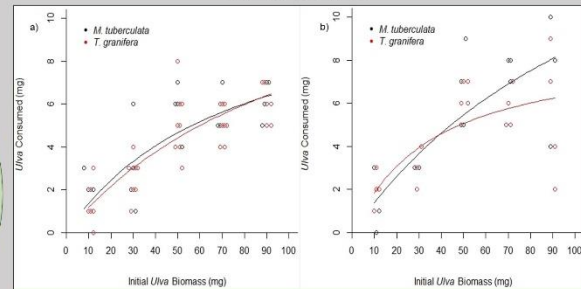 a)
M. tuberculata
T. granifera
Ulva Consumed (mg)
10
8
6
4
2
0
0 10 20 30 40 50 60 70 80 90 100
Initial Ulva Biomass (mg)
b)
M. tuberculata
T. granifera
Ulva Consumed (mg)
10
8
6
4
2
0
0 10 20 30 40 50 60 70 80 90 100
Initial Ulva Biomass (mg)